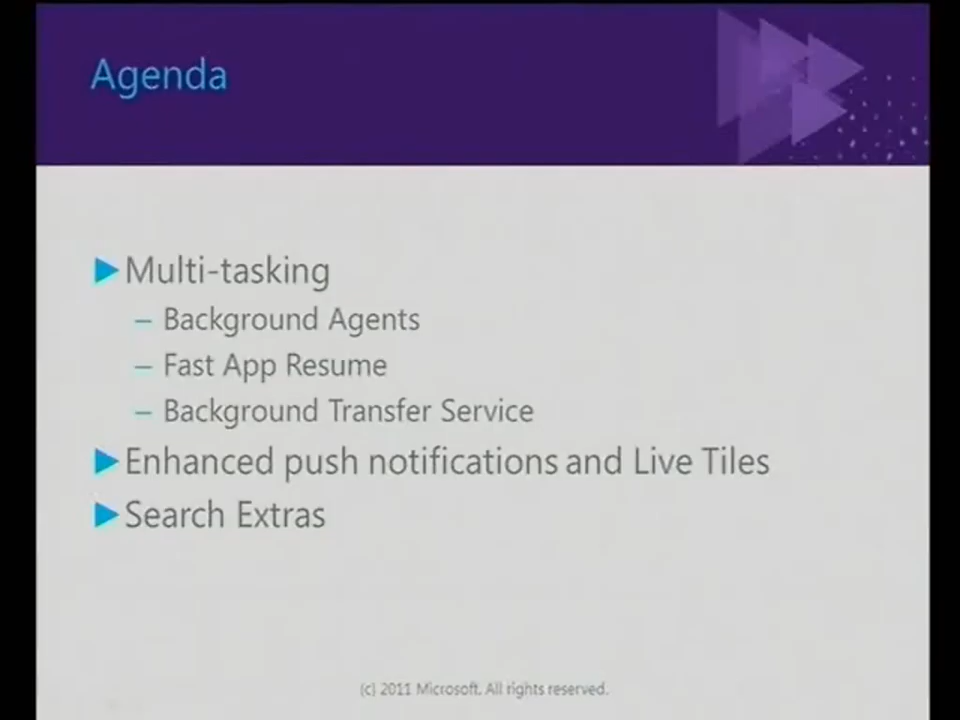 Agenda
Multi-tasking
– Background Agents
– Fast App Resume
– Background Transfer Service
Enhanced push notifications and Live Tiles
Search Extras
(c) 2011 Microsoft. All rights reserved.